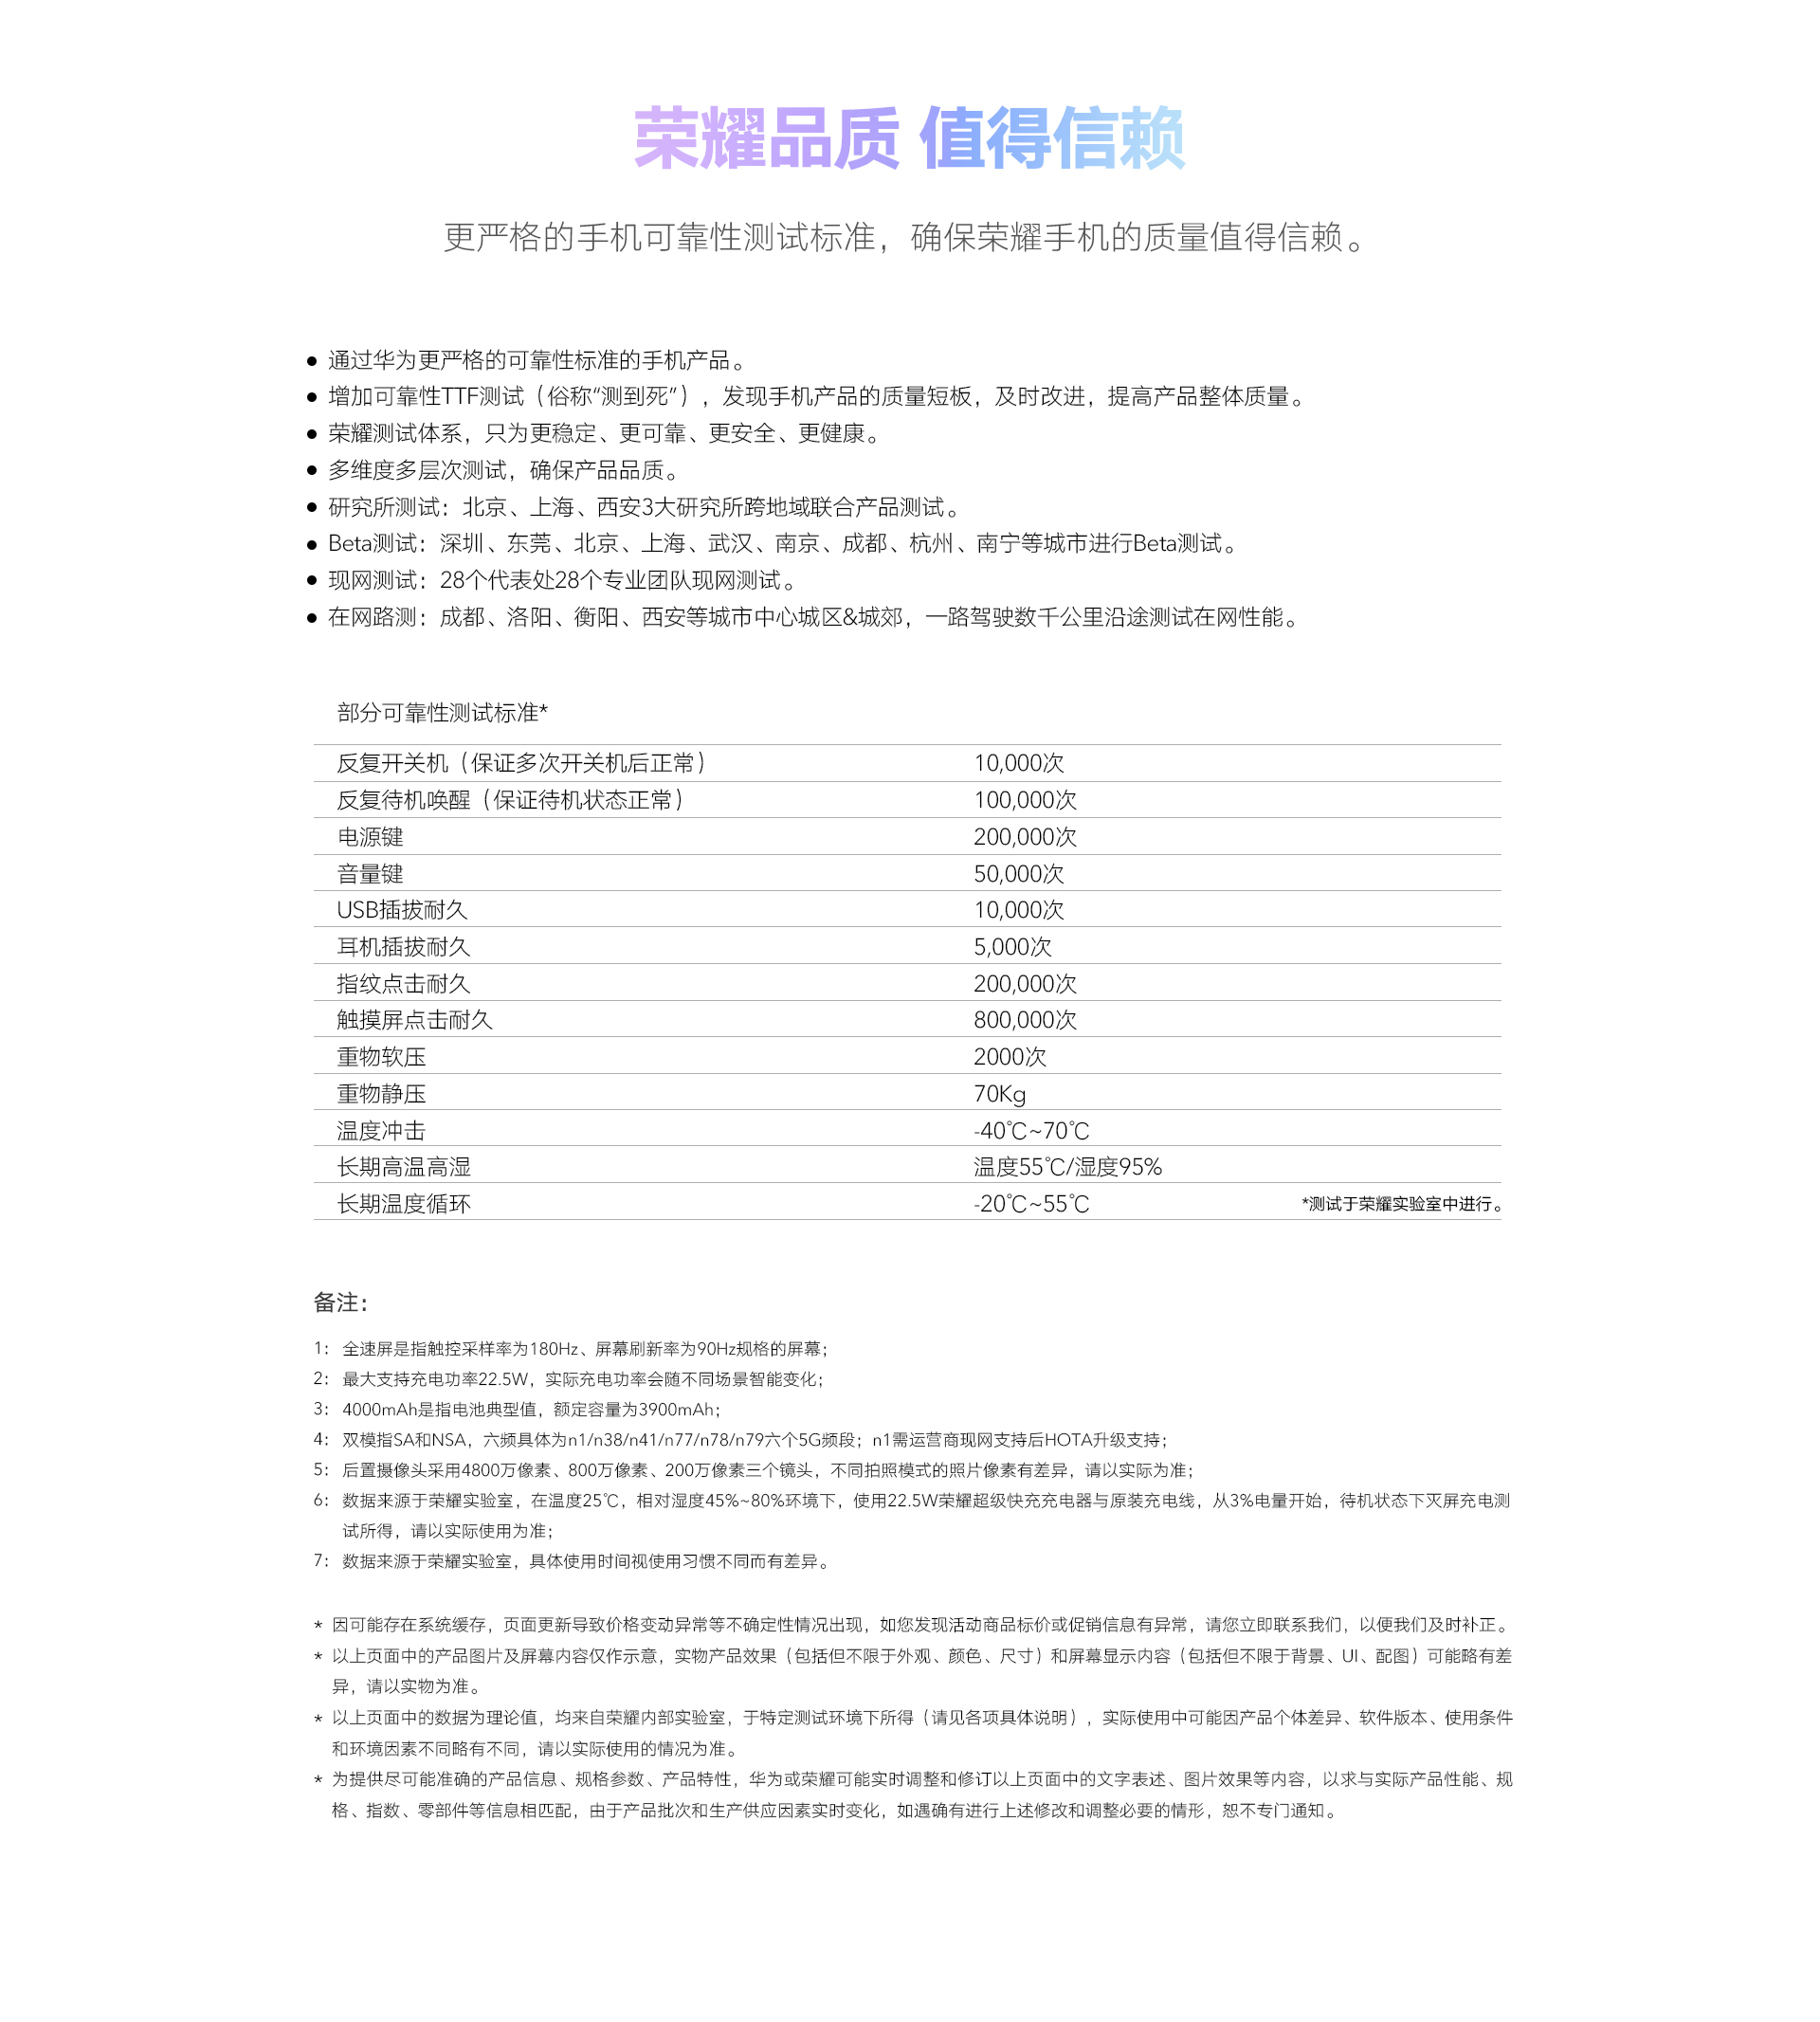 荣耀品质 值得信赖
更严格的手机可靠性测试标准，确保荣耀手机的质量值得信赖。
● 通过华为更严格的可靠性标准的手机产品。
● 增加可靠性TTF测试（俗称“测到死”），发现手机产品的质量短板，及时改进，提高产品整体质量。
● 荣耀测试体系，只为更稳定、更可靠、更安全、更健康。
● 多维度多层次测试，确保产品品质。
● 研究所测试：北京、上海、西安3大研究所跨地域联合产品测试。
● Beta测试：深圳、东莞、北京、上海、武汉、南京、成都、杭州、南宁等城市进行Beta测试。
● 现网测试：28个代表处28个专业团队现网测试。
● 在网路测：成都、洛阳、衡阳、西安等城市中心城区&城郊，一路驾驶数千公里沿途测试在网性能。
部分可靠性测试标准*
反复开关机（保证多次开关机后正常） 10,000次
反复待机唤醒（保证待机状态正常） 100,000次
电源键 200,000次
音量键 50,000次
USB插拔耐久 10,000次
耳机插拔耐久 5,000次
指纹点击耐久 200,000次
触摸屏点击耐久 800,000次
重物软压 2000次
重物静压 70Kg
温度冲击 -40℃~70℃
长期高温高湿 温度55℃/湿度95%
长期温度循环 -20℃~55℃ *测试于荣耀实验室中进行。
备注：
1： 全速屏是指触控采样率为180Hz、屏幕刷新率为90Hz规格的屏幕；
2： 最大支持充电功率22.5W，实际充电功率会随不同场景智能变化；
3： 4000mAh是指电池典型值，额定容量为3900mAh；
4： 双模指SA和NSA，六频具体为n1/n38/n41/n77/n78/n79六个5G频段；n1需运营商现网支持后HOTA升级支持；
5： 后置摄像头采用4800万像素、800万像素、200万像素三个镜头，不同拍照模式的照片像素有差异，请以实际为准；
6： 数据来源于荣耀实验室，在温度25℃，相对湿度45%~80%环境下，使用22.5W荣耀超级快充充电器与原装充电线，从3%电量开始，待机状态下灭屏充电测
试所得，请以实际使用为准；
7： 数据来源于荣耀实验室，具体使用时间视使用习惯不同而有差异。
* 因可能存在系统缓存，页面更新导致价格变动异常等不确定性情况出现，如您发现活动商品标价或促销信息有异常，请您立即联系我们，以便我们及时补正。
* 以上页面中的产品图片及屏幕内容仅作示意，实物产品效果（包括但不限于外观、颜色、尺寸）和屏幕显示内容（包括但不限于背景、UI、配图）可能略有差
异，请以实物为准。
* 以上页面中的数据为理论值，均来自荣耀内部实验室，于特定测试环境下所得（请见各项具体说明），实际使用中可能因产品个体差异、软件版本、使用条件
和环境因素不同略有不同，请以实际使用的情况为准。
* 为提供尽可能准确的产品信息、规格参数、产品特性，华为或荣耀可能实时调整和修订以上页面中的文字表述、图片效果等内容，以求与实际产品性能、规
格、指数、零部件等信息相匹配，由于产品批次和生产供应因素实时变化，如遇确有进行上述修改和调整必要的情形，恕不专门通知。